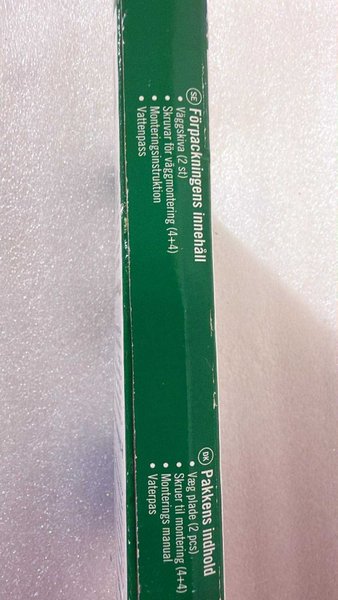 SE Förpackningens innehåll
• Väggskiva (2 st)
• Skruvar för väggmontering (4+4)
• Monteringsinstruktion
• Vattenpass
DK Pakkens indhold
• Væg plade (2 pcs)
• Skruer til montering (4+4)
• Monterings manual
• Vaterpas